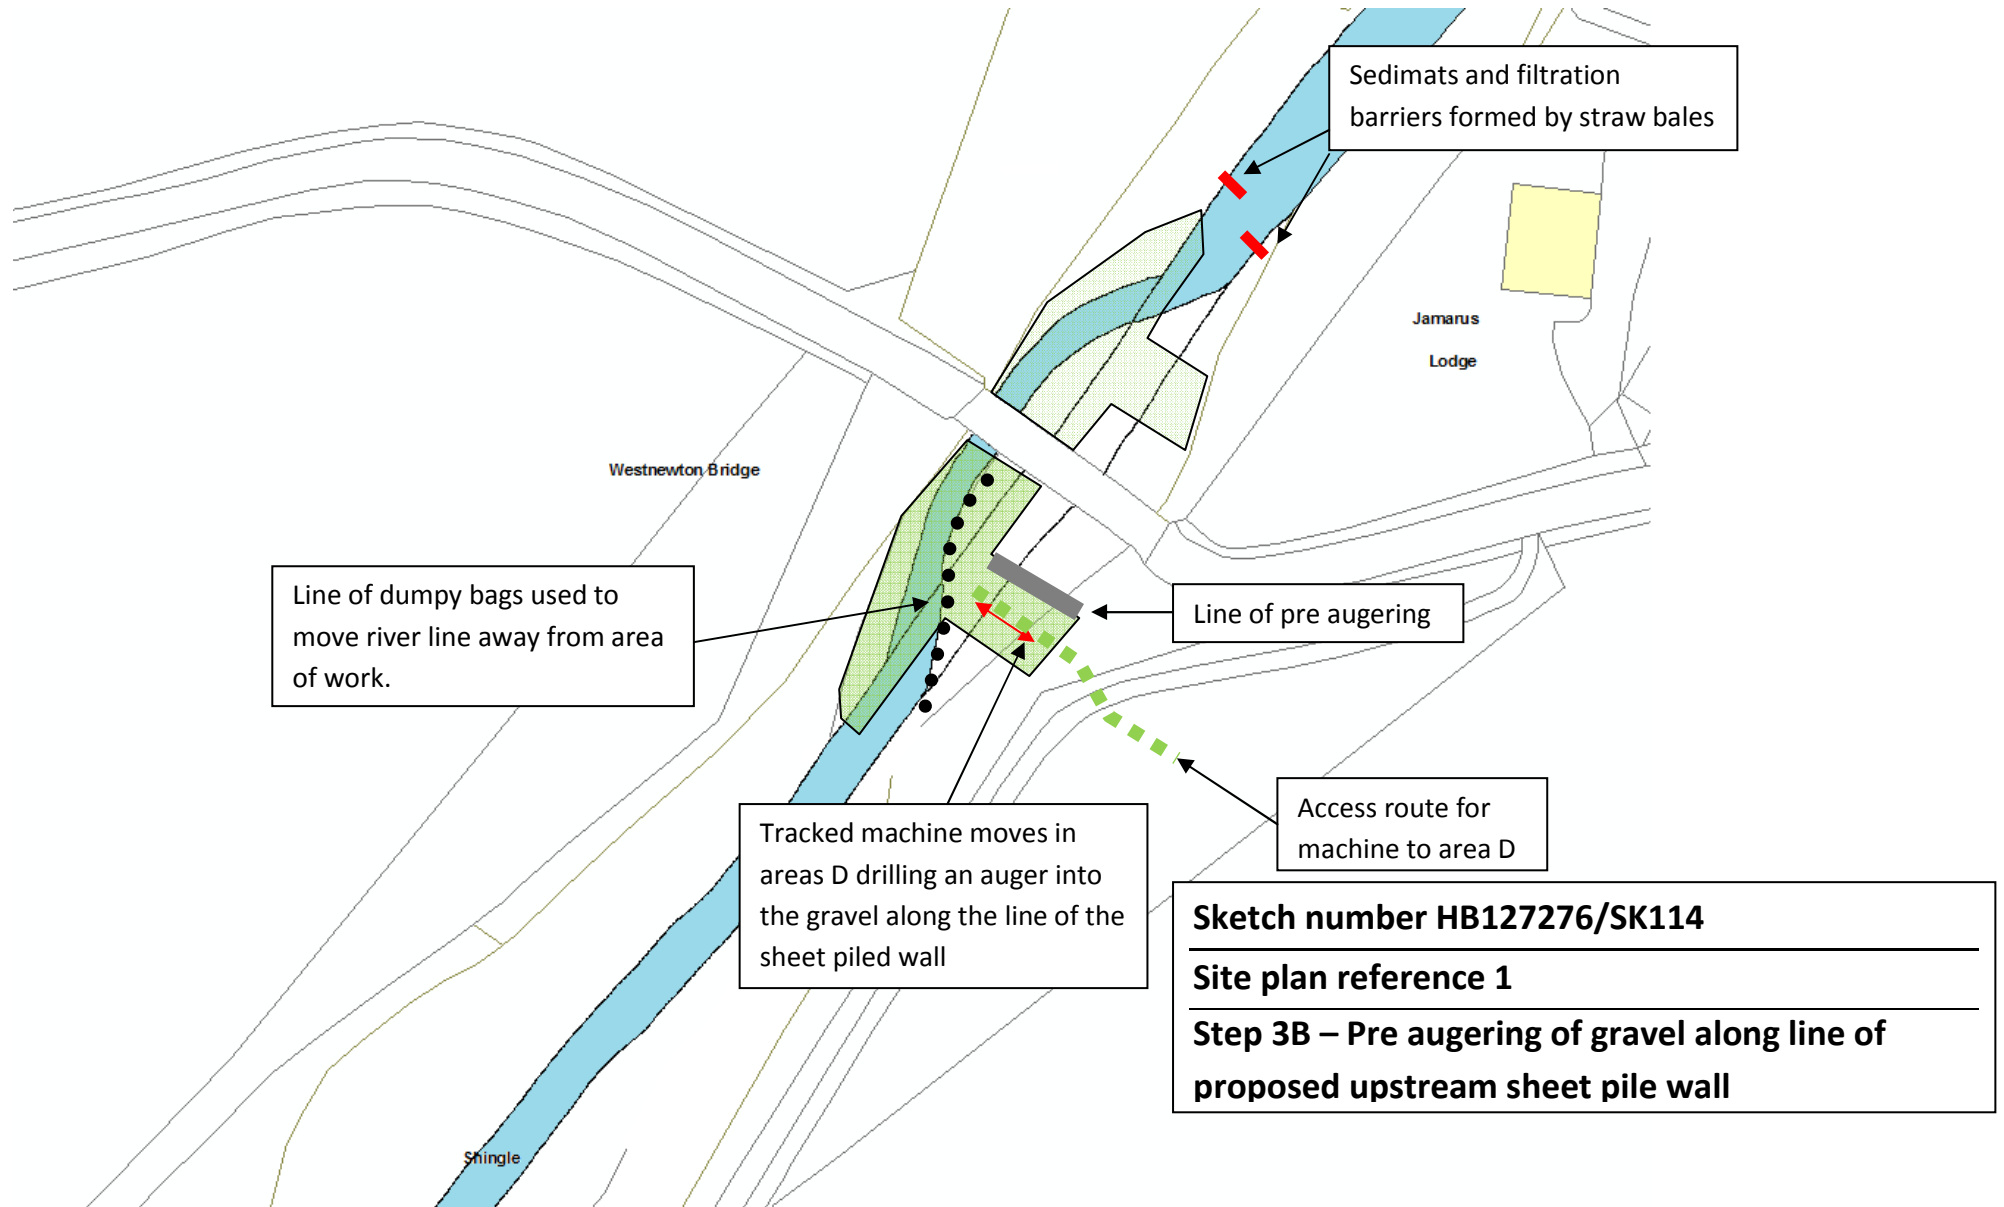 Sedimats and filtration
barriers formed by straw bales
Jamarus
Lodge
Westnewton Bridge
Line of dumpy bags used to
move river line away from area
of work.
Line of pre augering
Access route for
machine to area D
Tracked machine moves in
areas D drilling an auger into
the gravel along the line of the
sheet piled wall
Sketch number HB127276/SK114
Site plan reference 1
Step 3B – Pre augering of gravel along line of
proposed upstream sheet pile wall
Shingle